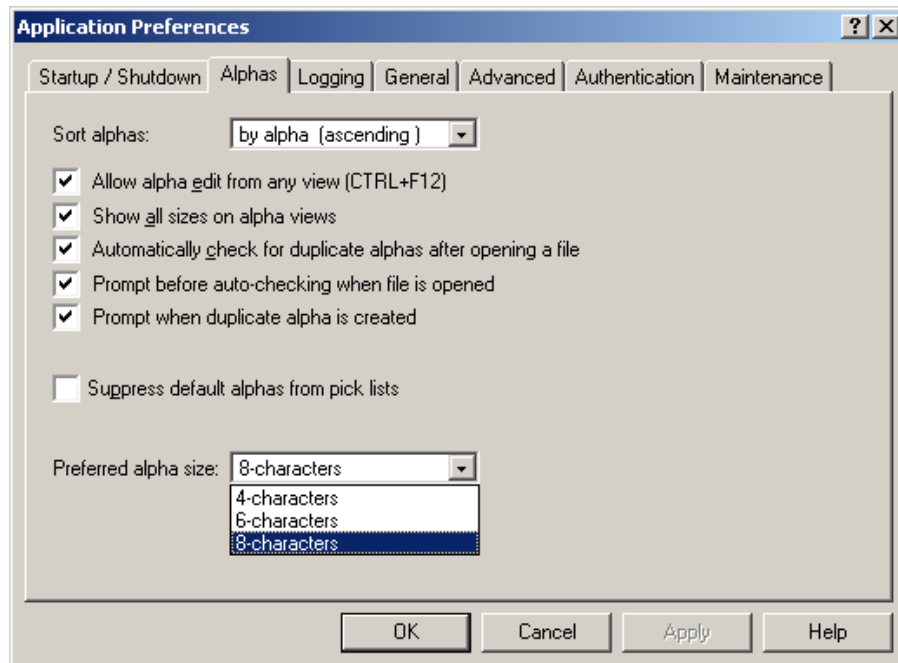 Application Preferences
Startup / Shutdown Alphas Logging General Advanced Authentication Maintenance
Sort alphas: by alpha (ascending )
Allow alpha edit from any view (CTRL+F12)
Show all sizes on alpha views
Automatically check for duplicate alphas after opening a file
Prompt before auto-checking when file is opened
Prompt when duplicate alpha is created
Suppress default alphas from pick lists
Preferred alpha size: 8-characters
4-characters
6-characters
8-characters
OK Cancel Apply Help